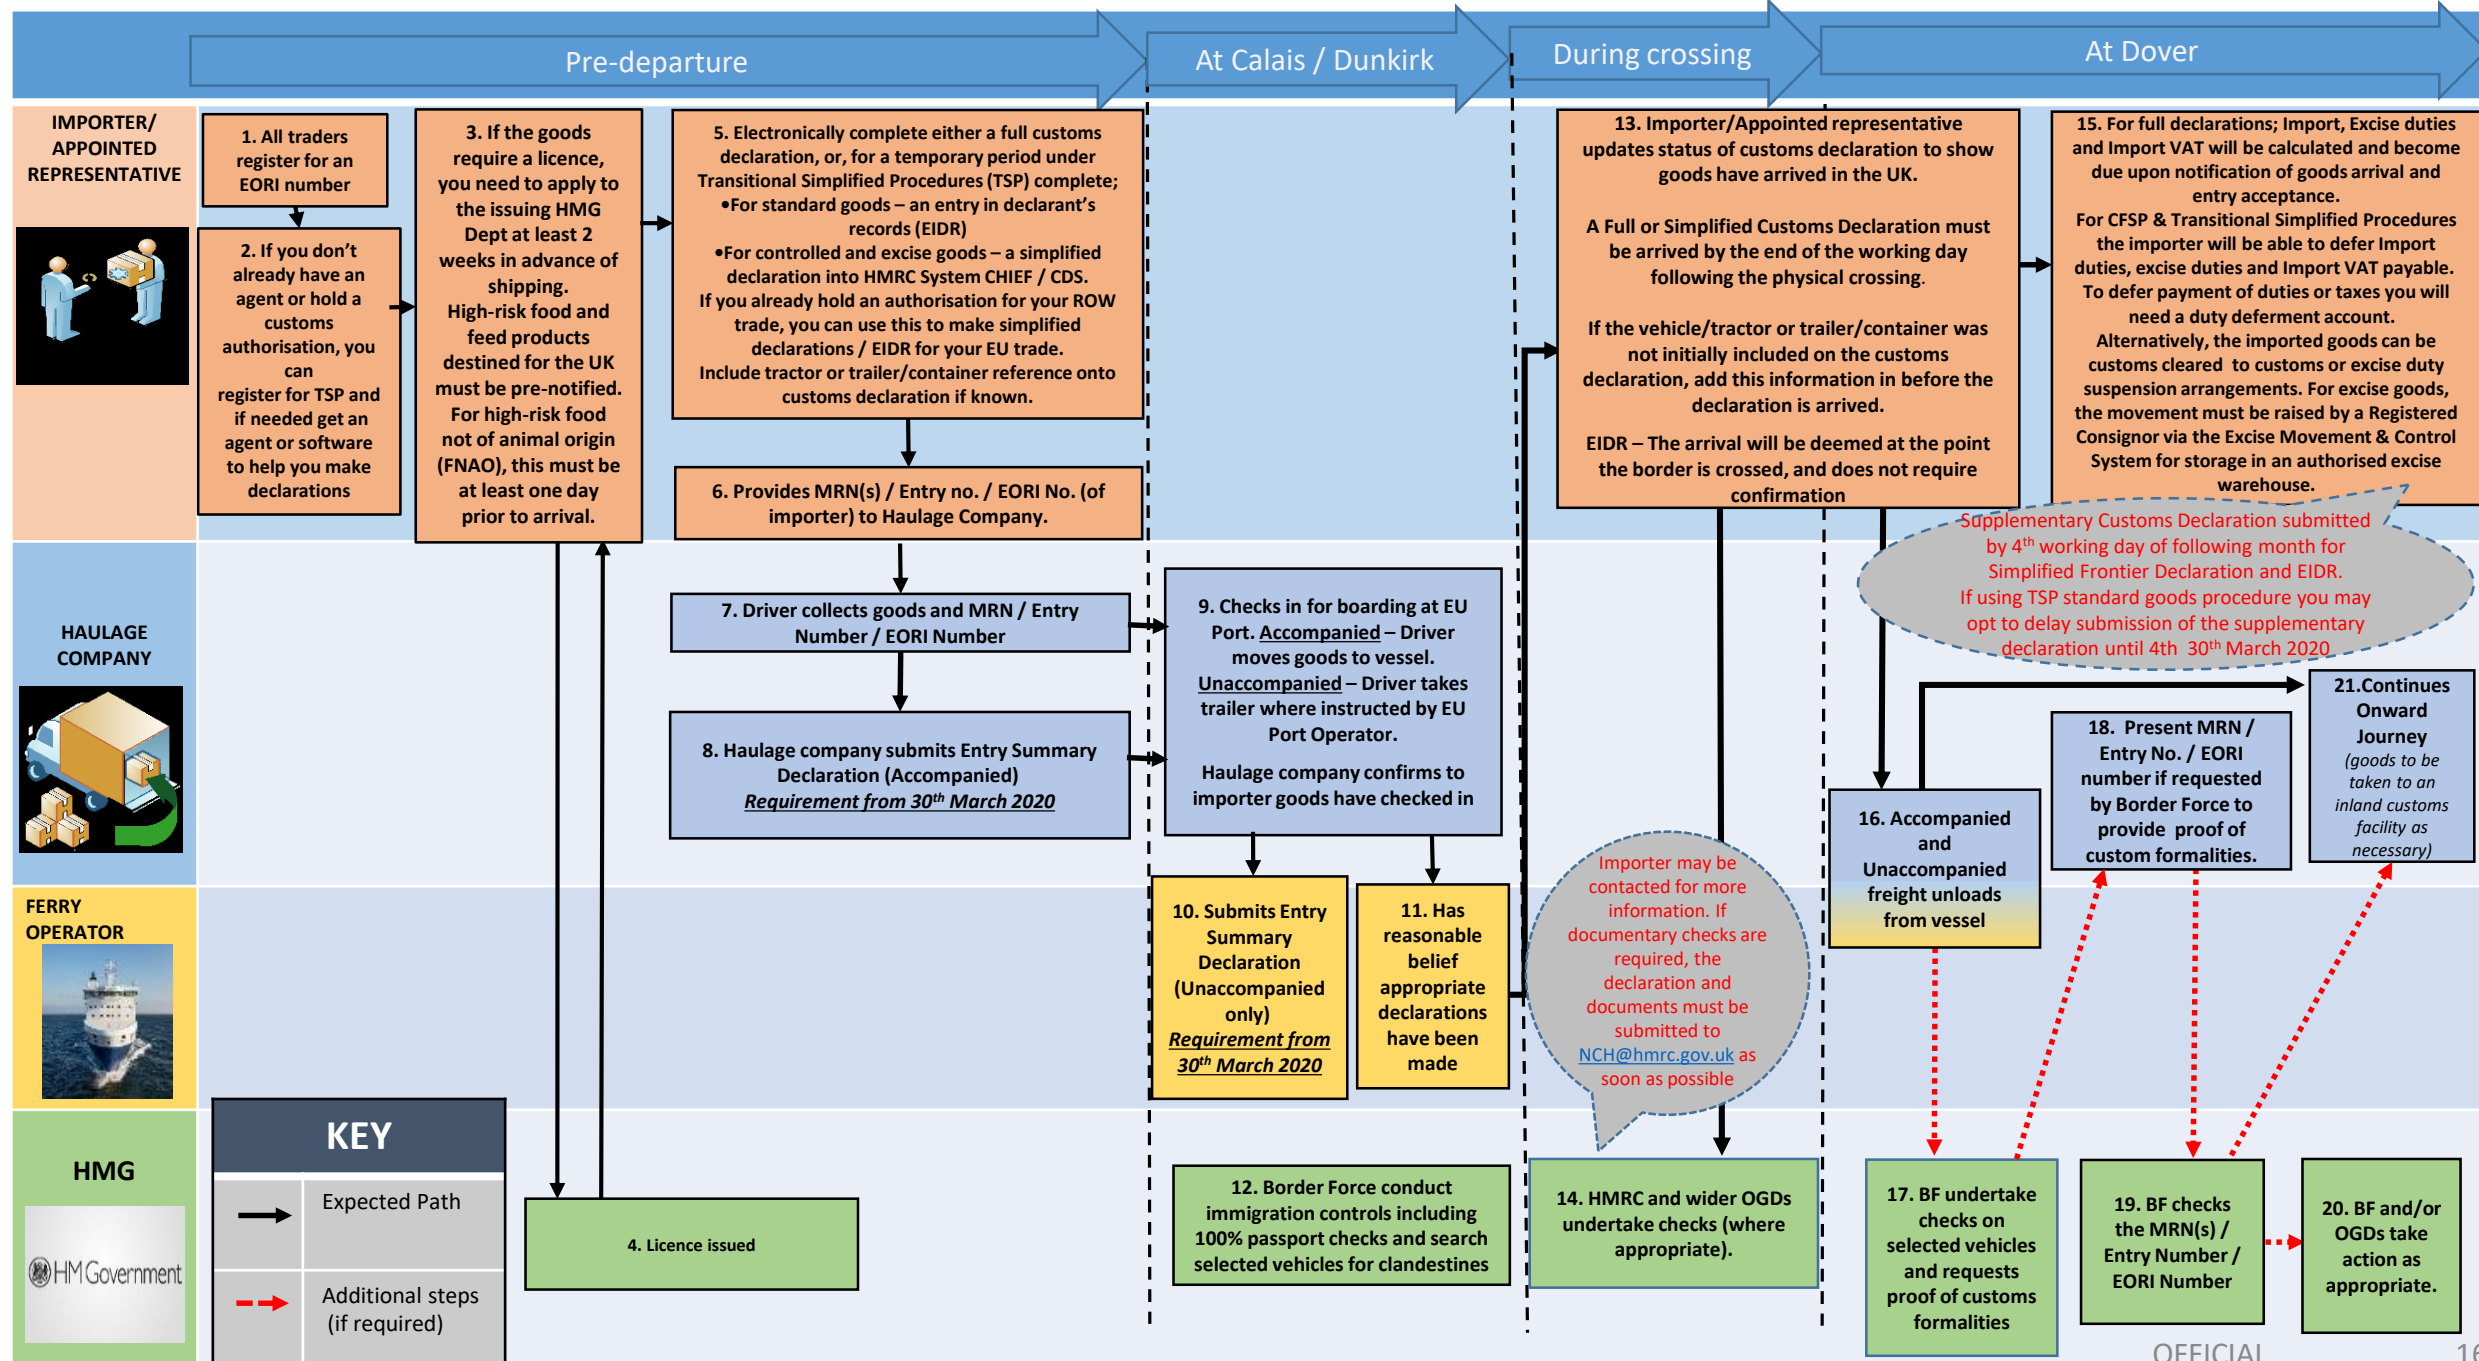 Pre-departure
At Calais / Dunkirk
During crossing
At Dover
IMPORTER/
APPOINTED
REPRESENTATIVE
1. All traders
register for an
EORI number
2. If you don’t
already have an
agent or hold a
customs
authorisation, you
can
register for TSP and
if needed get an
agent or software
to help you make
declarations
3. If the goods
require a licence,
you need to apply to
the issuing HMG
Dept at least 2
weeks in advance of
shipping.
High-risk food and
feed products
destined for the UK
must be pre-notified.
For high-risk food
not of animal origin
(FNAO), this must be
at least one day
prior to arrival.
5. Electronically complete either a full customs
declaration, or, for a temporary period under
Transitional Simplified Procedures (TSP) complete;
•For standard goods – an entry in declarant’s
records (EIDR)
•For controlled and excise goods – a simplified
declaration into HMRC System CHIEF / CDS.
If you already hold an authorisation for your ROW
trade, you can use this to make simplified
declarations / EIDR for your EU trade.
Include tractor or trailer/container reference onto
customs declaration if known.
6. Provides MRN(s) / Entry no. / EORI No. (of
importer) to Haulage Company.
13. Importer/Appointed representative
updates status of customs declaration to show
goods have arrived in the UK.
A Full or Simplified Customs Declaration must
be arrived by the end of the working day
following the physical crossing.
If the vehicle/tractor or trailer/container was
not initially included on the customs
declaration, add this information in before the
declaration is arrived.
EIDR – The arrival will be deemed at the point
the border is crossed, and does not require
confirmation
15. For full declarations; Import, Excise duties
and Import VAT will be calculated and become
due upon notification of goods arrival and
entry acceptance.
For CFSP & Transitional Simplified Procedures
the importer will be able to defer Import
duties, excise duties and Import VAT payable.
To defer payment of duties or taxes you will
need a duty deferment account.
Alternatively, the imported goods can be
customs cleared to customs or excise duty
suspension arrangements. For excise goods,
the movement must be raised by a Registered
Consignor via the Excise Movement & Control
System for storage in an authorised excise
warehouse.
Supplementary Customs Declaration submitted
by 4th working day of following month for
Simplified Frontier Declaration and EIDR.
If using TSP standard goods procedure you may
opt to delay submission of the supplementary
declaration until 4th 30th March 2020
HAULAGE
COMPANY
7. Driver collects goods and MRN / Entry
Number / EORI Number
8. Haulage company submits Entry Summary
Declaration (Accompanied)
Requirement from 30th March 2020
9. Checks in for boarding at EU
Port. Accompanied – Driver
moves goods to vessel.
Unaccompanied – Driver takes
trailer where instructed by EU
Port Operator.
Haulage company confirms to
importer goods have checked in
16. Accompanied
and
Unaccompanied
freight unloads
from vessel
18. Present MRN /
Entry No. / EORI
number if requested
by Border Force to
provide proof of
custom formalities.
21.Continues
Onward
Journey
(goods to be
taken to an
inland customs
facility as
necessary)
FERRY
OPERATOR
10. Submits Entry
Summary
Declaration
(Unaccompanied
only)
Requirement from
30th March 2020
11. Has
reasonable
belief
appropriate
declarations
have been
made
Importer may be
contacted for more
information. If
documentary checks are
required, the
declaration and
documents must be
submitted to
NCH@hmrc.gov.uk as
soon as possible
HMG
HM Government
KEY
Expected Path
Additional steps
(if required)
4. Licence issued
12. Border Force conduct
immigration controls including
100% passport checks and search
selected vehicles for clandestines
14. HMRC and wider OGDs
undertake checks (where
appropriate).
17. BF undertake
checks on
selected vehicles
and requests
proof of customs
formalities
19. BF checks
the MRN(s) /
Entry Number /
EORI Number
20. BF and/or
OGDs take
action as
appropriate.
OFFICIAL
16